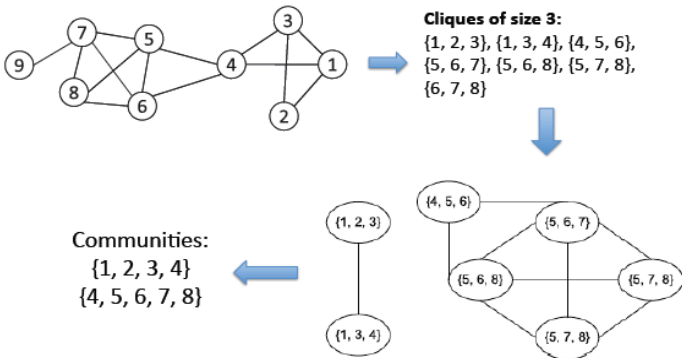 7
3
5
9
4
1
8
6
2
Cliques of size 3:
{1, 2, 3}, {1, 3, 4}, {4, 5, 6},
{5, 6, 7}, {5, 6, 8}, {5, 7, 8},
{6, 7, 8}
{4, 5, 6}
{1, 2, 3}
{5, 6, 7}
{5, 6, 8}
{5, 7, 8}
{1, 3, 4}
{5, 7, 8}
Communities:
{1, 2, 3, 4}
{4, 5, 6, 7, 8}